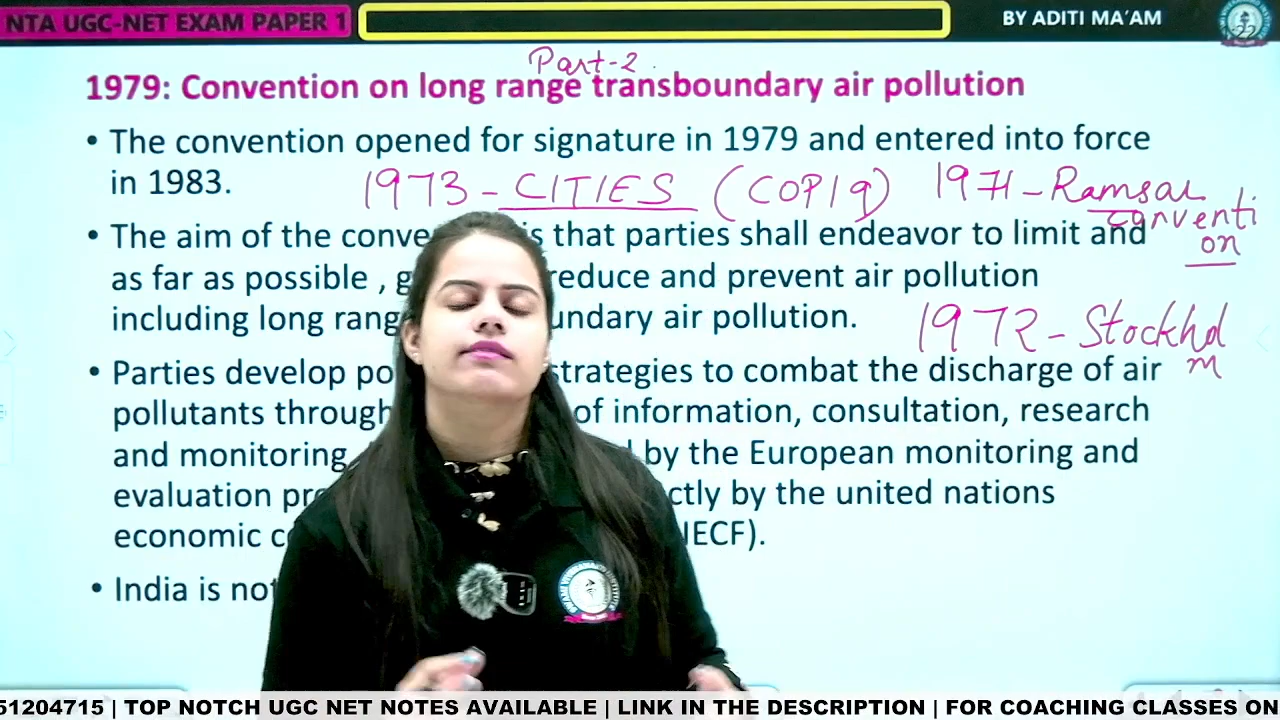 NTA UGC-NET EXAM PAPER 1
BY ADITI MA'AM
Part-2
1979: Convention on long range transboundary air pollution
• The convention opened for signature in 1979 and entered into force
in 1983.
1973 - CITIES (COP19) 1971 - Ramsar
conventi
on
• The aim of the conve is that parties shall endeavor to limit and
as far as possible , g reduce and prevent air pollution
including long rang undary air pollution.
1972 - Stockhol
m
• Parties develop po strategies to combat the discharge of air
pollutants through of information, consultation, research
and monitoring by the European monitoring and
evaluation pro ctly by the united nations
economic c IECF).
• India is not
51204715 | TOP NOTCH UGC NET NOTES AVAILABLE | LINK IN THE DESCRIPTION | FOR COACHING CLASSES ON